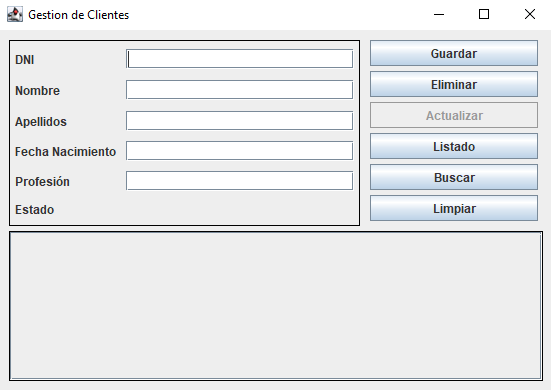 Gestion de Clientes
DNI
Nombre
Apellidos
Fecha Nacimiento
Profesión
Estado
Guardar
Eliminar
Actualizar
Listado
Buscar
Limpiar